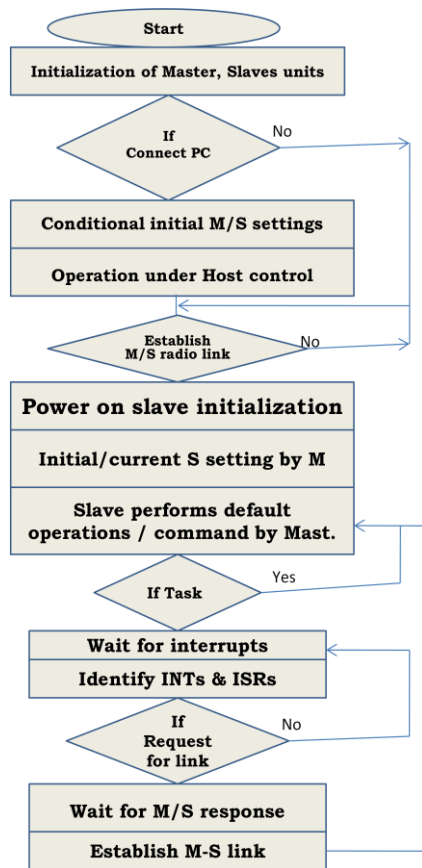 Start
Initialization of Master, Slaves units
If
Connect PC
No
Conditional initial M/S settings
Operation under Host control
Establish
M/S radio link
No
Power on slave initialization
Initial/current S setting by M
Slave performs default
operations / command by Mast.
If Task
Yes
Wait for interrupts
Identify INTs & ISRs
If
Request
for link
No
Wait for M/S response
Establish M-S link